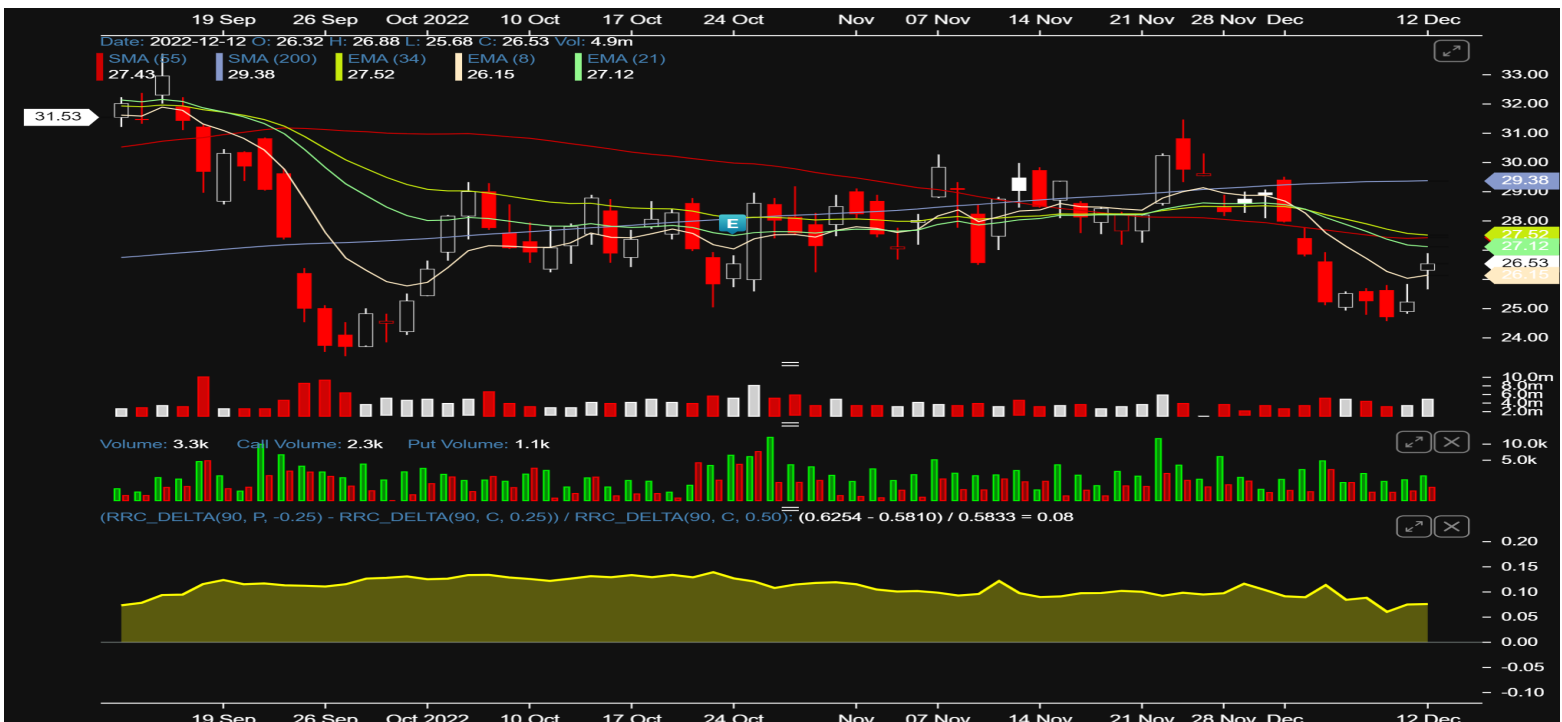 19 Sep 26 Sep Oct 2022 10 Oct 17 Oct 24 Oct Nov 07 Nov 14 Nov 21 Nov 28 Nov Dec 12 Dec
Date: 2022-12-12 O: 26.32 H: 26.88 L: 25.68 C: 26.53 Vol: 4.9m
SMA (55) SMA (200) EMA (34) EMA (8) EMA (21)
27.43 29.38 27.52 26.15 27.12
33.00
32.00
31.53
31.00
30.00
29.38
29.00
28.00
27.52
27.12
26.53
26.15
25.00
24.00
E
10.0m
8.0m
6.0m
4.0m
2.0m
Volume: 3.3k Call Volume: 2.3k Put Volume: 1.1k
10.0k
5.0k
(RRC_DELTA(90, P, -0.25) - RRC_DELTA(90, C, 0.25)) / RRC_DELTA(90, C, 0.50): (0.6254 - 0.5810) / 0.5833 = 0.08
0.20
0.15
0.10
0.05
0.00
-0.05
-0.10
19 Sep 26 Sep Oct 2022 10 Oct 17 Oct 24 Oct Nov 07 Nov 14 Nov 21 Nov 28 Nov Dec 12 Dec